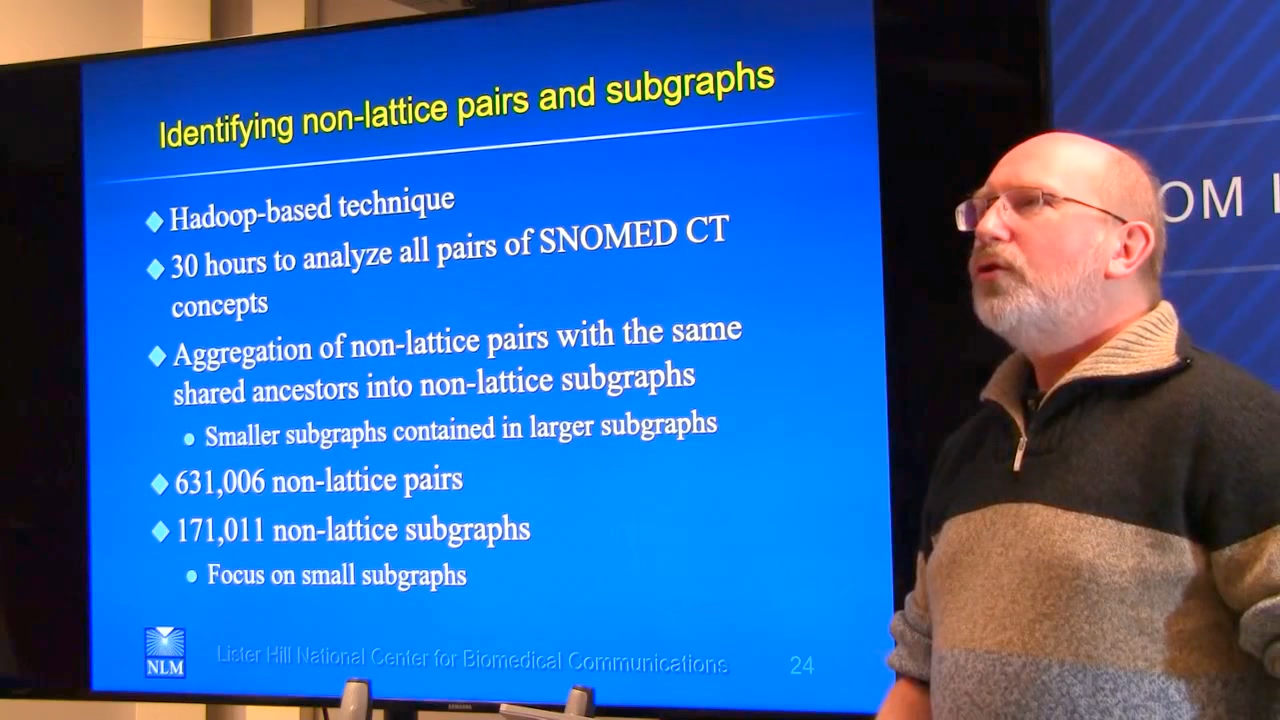 Identifying non-lattice pairs and subgraphs
Hadoop-based technique
30 hours to analyze all pairs of SNOMED CT
concepts
Aggregation of non-lattice pairs with the same
shared ancestors into non-lattice subgraphs
Smaller subgraphs contained in larger subgraphs
631,006 non-lattice pairs
171,011 non-lattice subgraphs
Focus on small subgraphs
NLM
Lister Hill National Center for Biomedical Communications
24
SAMSUNG
OM